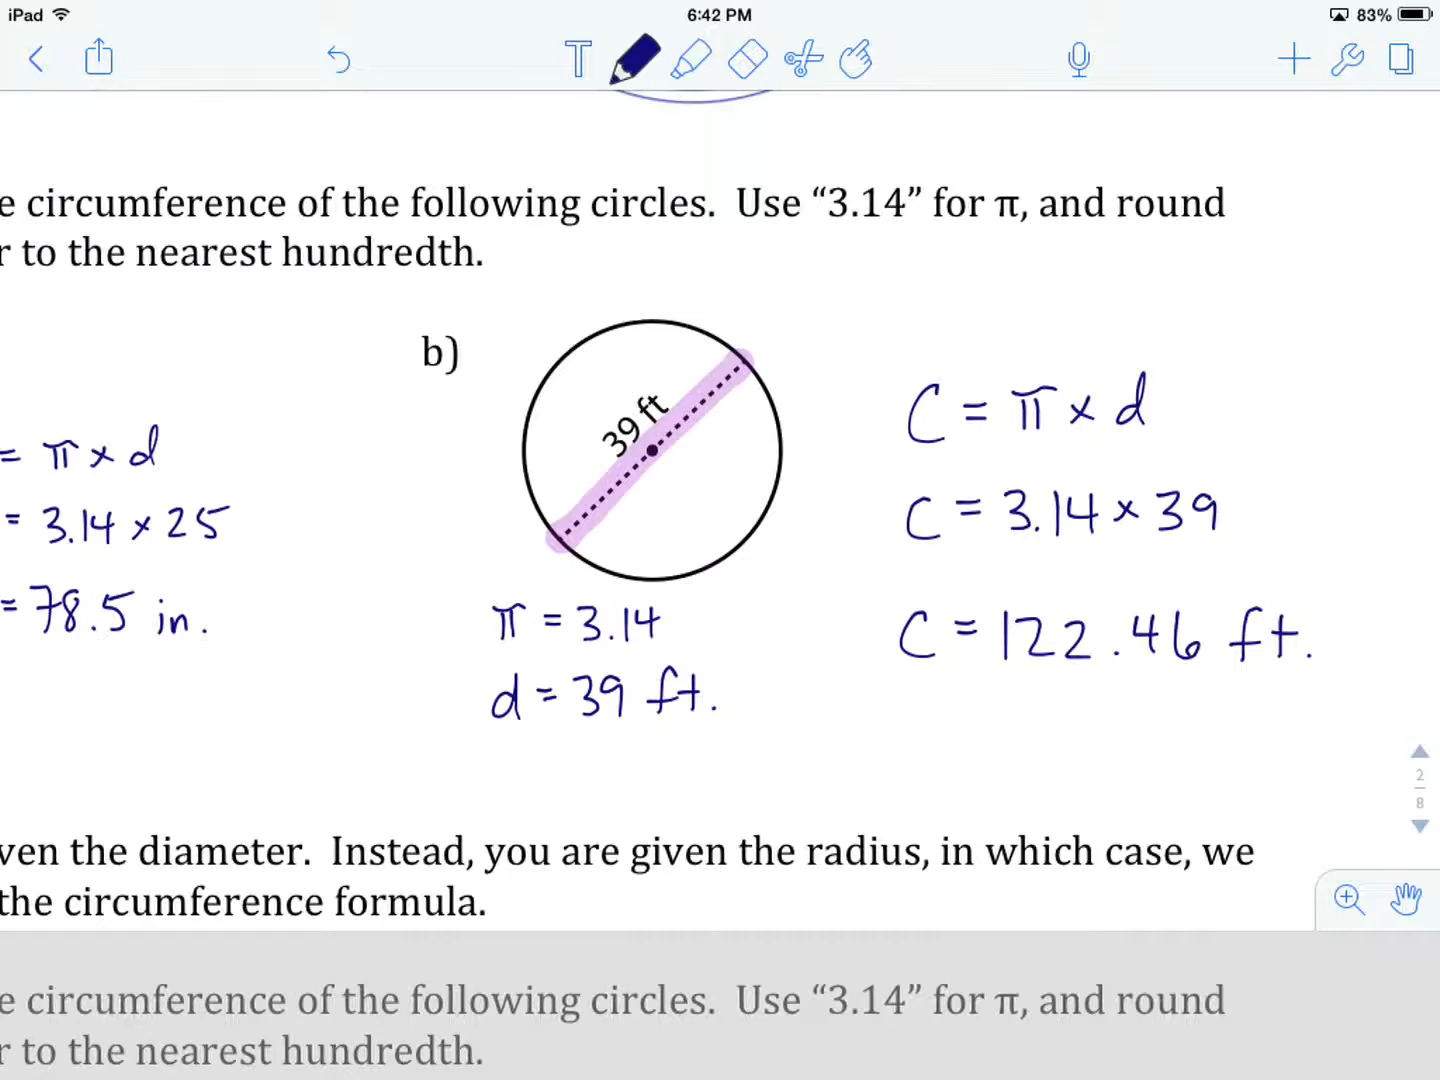 iPad 6:42 PM 83%
T
e circumference of the following circles. Use “3.14” for π, and round
r to the nearest hundredth.
b)
39 ft
= π × d
= 3.14 × 25
= 78.5 in.
π = 3.14
d = 39 ft.
C = π × d
C = 3.14 × 39
C = 122.46 ft.
2
8
ven the diameter. Instead, you are given the radius, in which case, we
the circumference formula.
e circumference of the following circles. Use “3.14” for π, and round
r to the nearest hundredth.